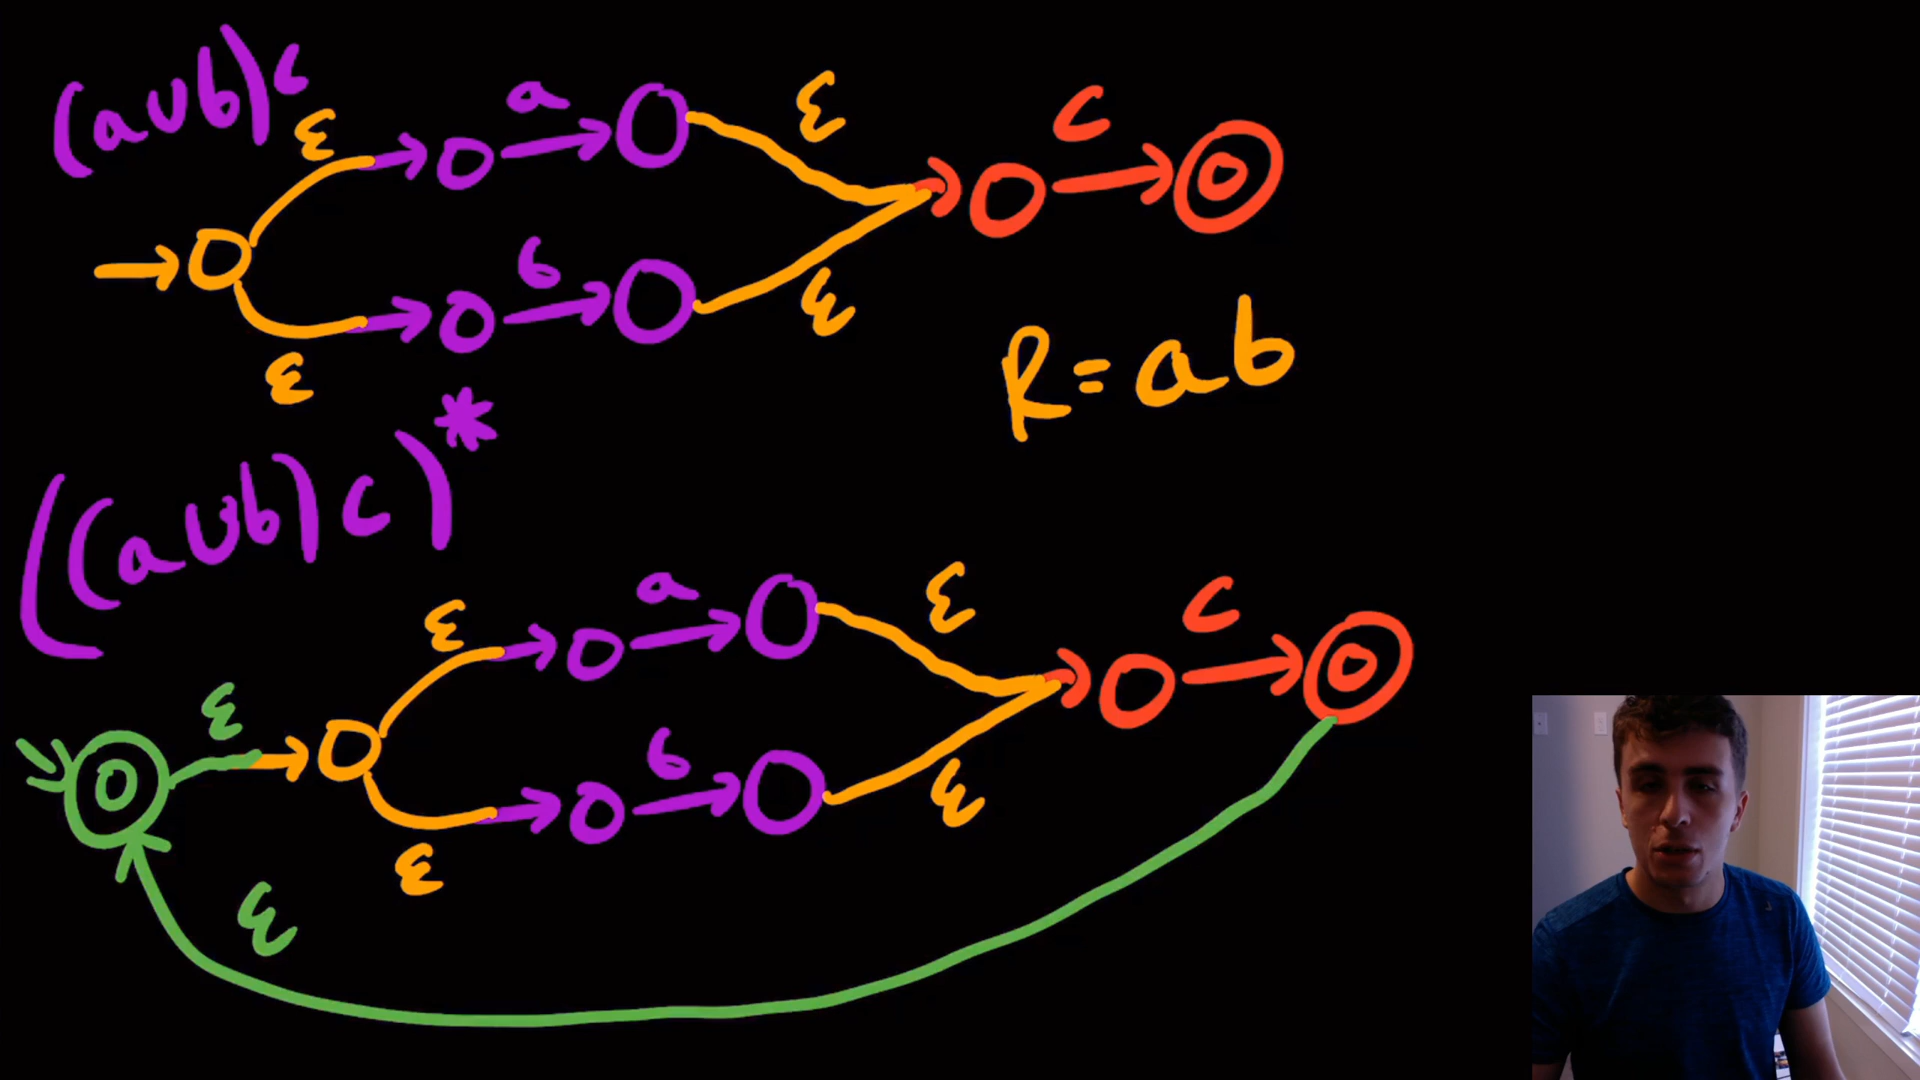 (a∪b)c
ε a ε c
ε b ε
R=ab
((a∪b)c)*
ε ε a ε c
ε b ε
ε